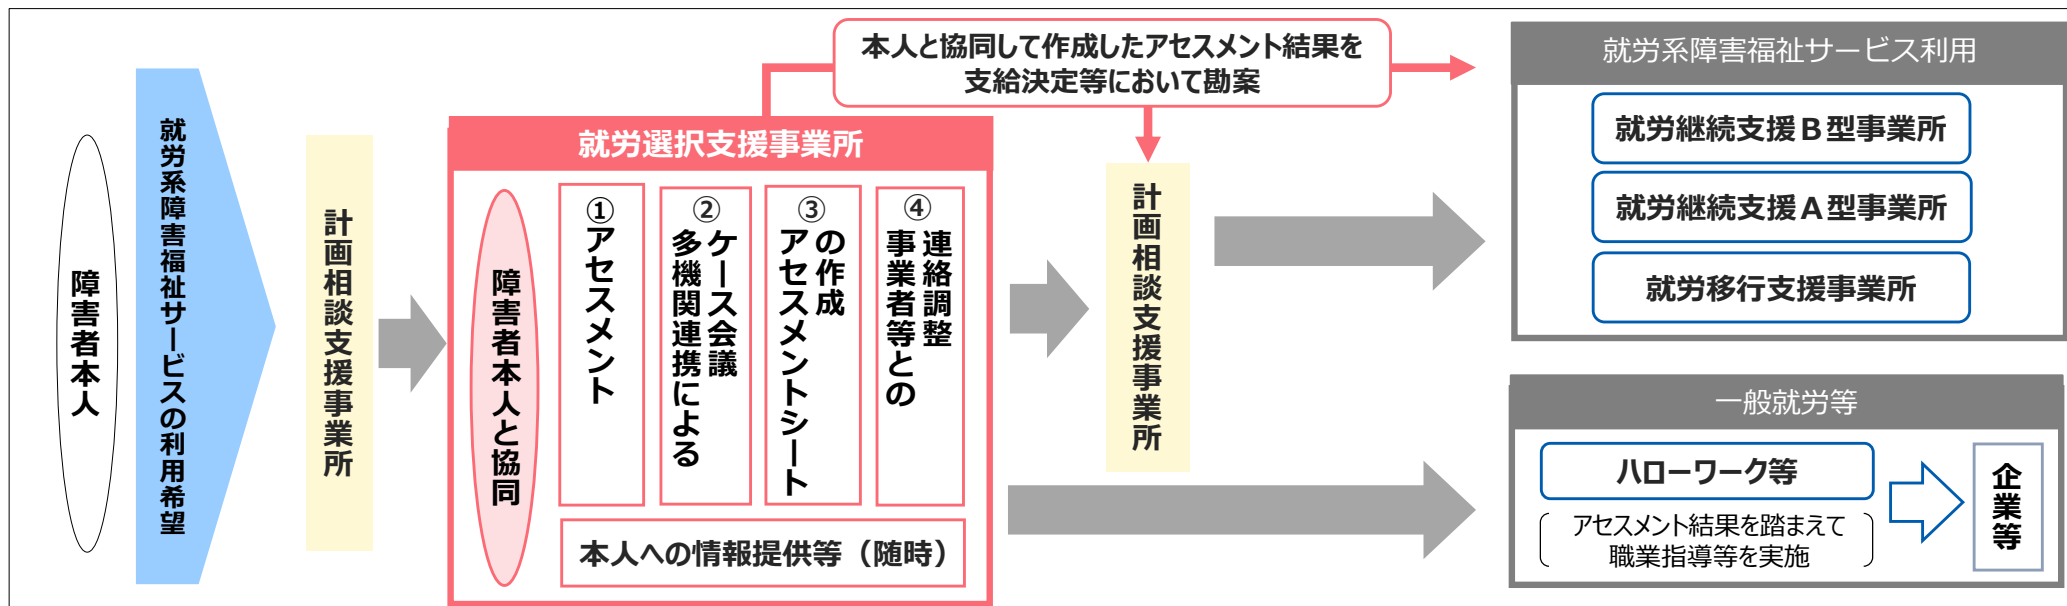 障害者本人
就労系障害福祉サービスの利用希望
計画相談支援事業所
就労選択支援事業所
障害者本人と協同
①
アセスメント
②
多機関連携による
ケース会議
③
アセスメントシート
の作成
④
事業者等との
連絡調整
本人への情報提供等（随時）
本人と協同して作成したアセスメント結果を
支給決定等において勘案
計画相談支援事業所
就労系障害福祉サービス利用
就労継続支援Ｂ型事業所
就労継続支援Ａ型事業所
就労移行支援事業所
一般就労等
ハローワーク等
アセスメント結果を踏まえて
職業指導等を実施
企業等